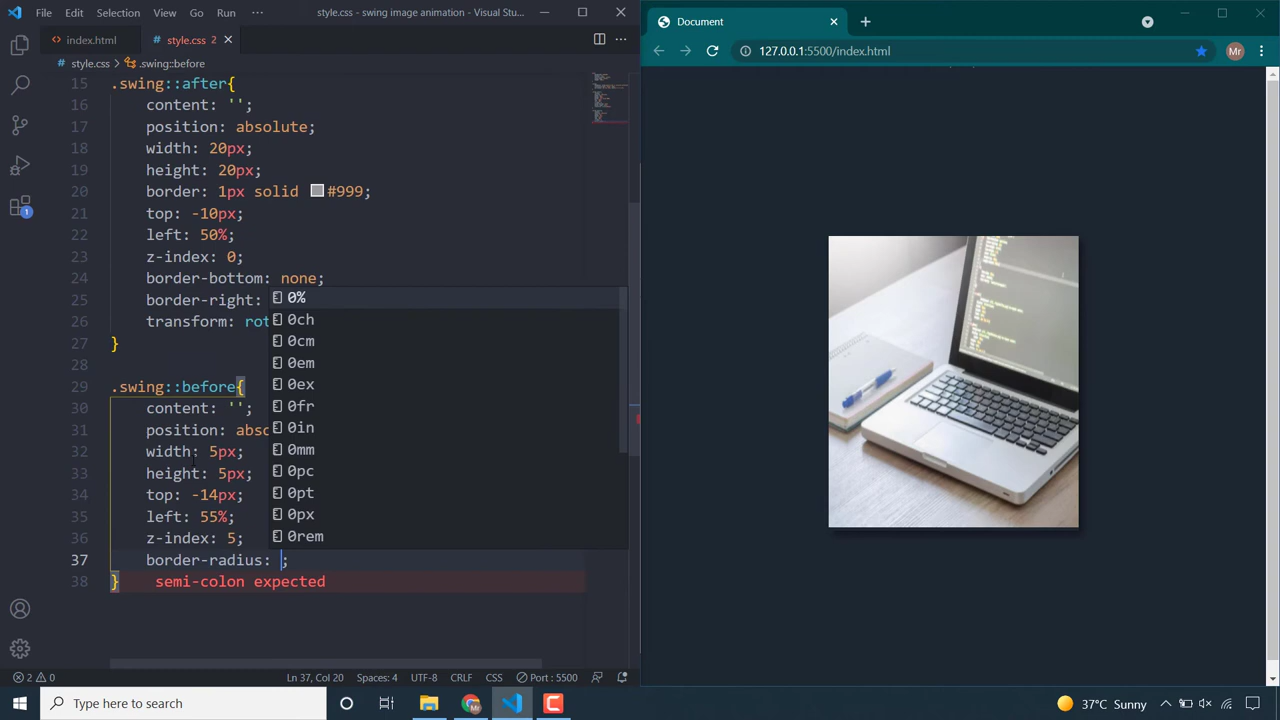 File Edit Selection View Go Run ··· style.css - swing image animation - Visual Stu...
index.html
style.css 2
style.css > .swing::before
15 .swing::after{
16 content: '';
17 position: absolute;
18 width: 20px;
19 height: 20px;
20 border: 1px solid #999;
21 top: -10px;
22 left: 50%;
23 z-index: 0;
24 border-bottom: none;
25 border-right:
26 transform: rot
27 }
28
29 .swing::before{
30 content: '';
31 position: abso
32 width: 5px;
33 height: 5px;
34 top: -14px;
35 left: 55%;
36 z-index: 5;
37 border-radius: ;
38 } semi-colon expected
0%
0ch
0cm
0em
0ex
0fr
0in
0mm
0pc
0pt
0px
0rem
1
2 0 Ln 37, Col 20 Spaces: 4 UTF-8 CRLF CSS Port : 5500
Document
127.0.0.1:5500/index.html
Mr
Type here to search
37°C Sunny